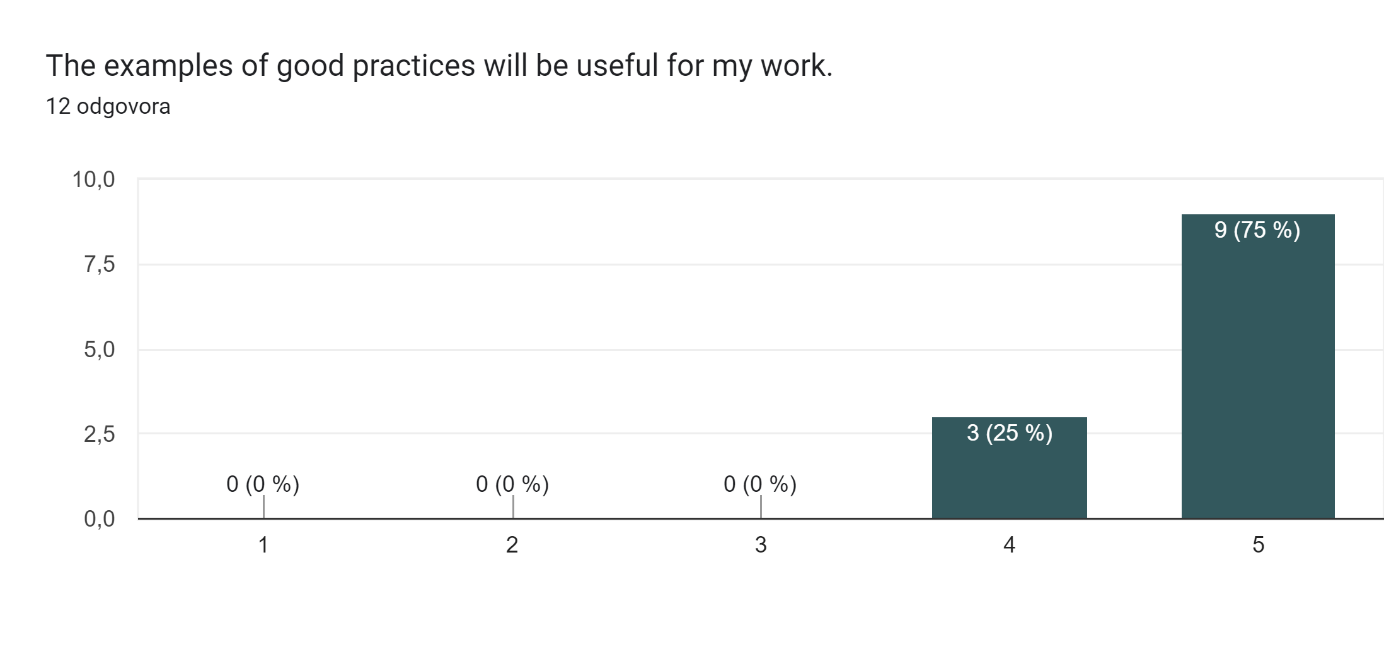 The examples of good practices will be useful for my work.
12 odgovora
10,0
7,5
5,0
2,5
0,0
0 (0 %)
0 (0 %)
0 (0 %)
3 (25 %)
9 (75 %)
1
2
3
4
5